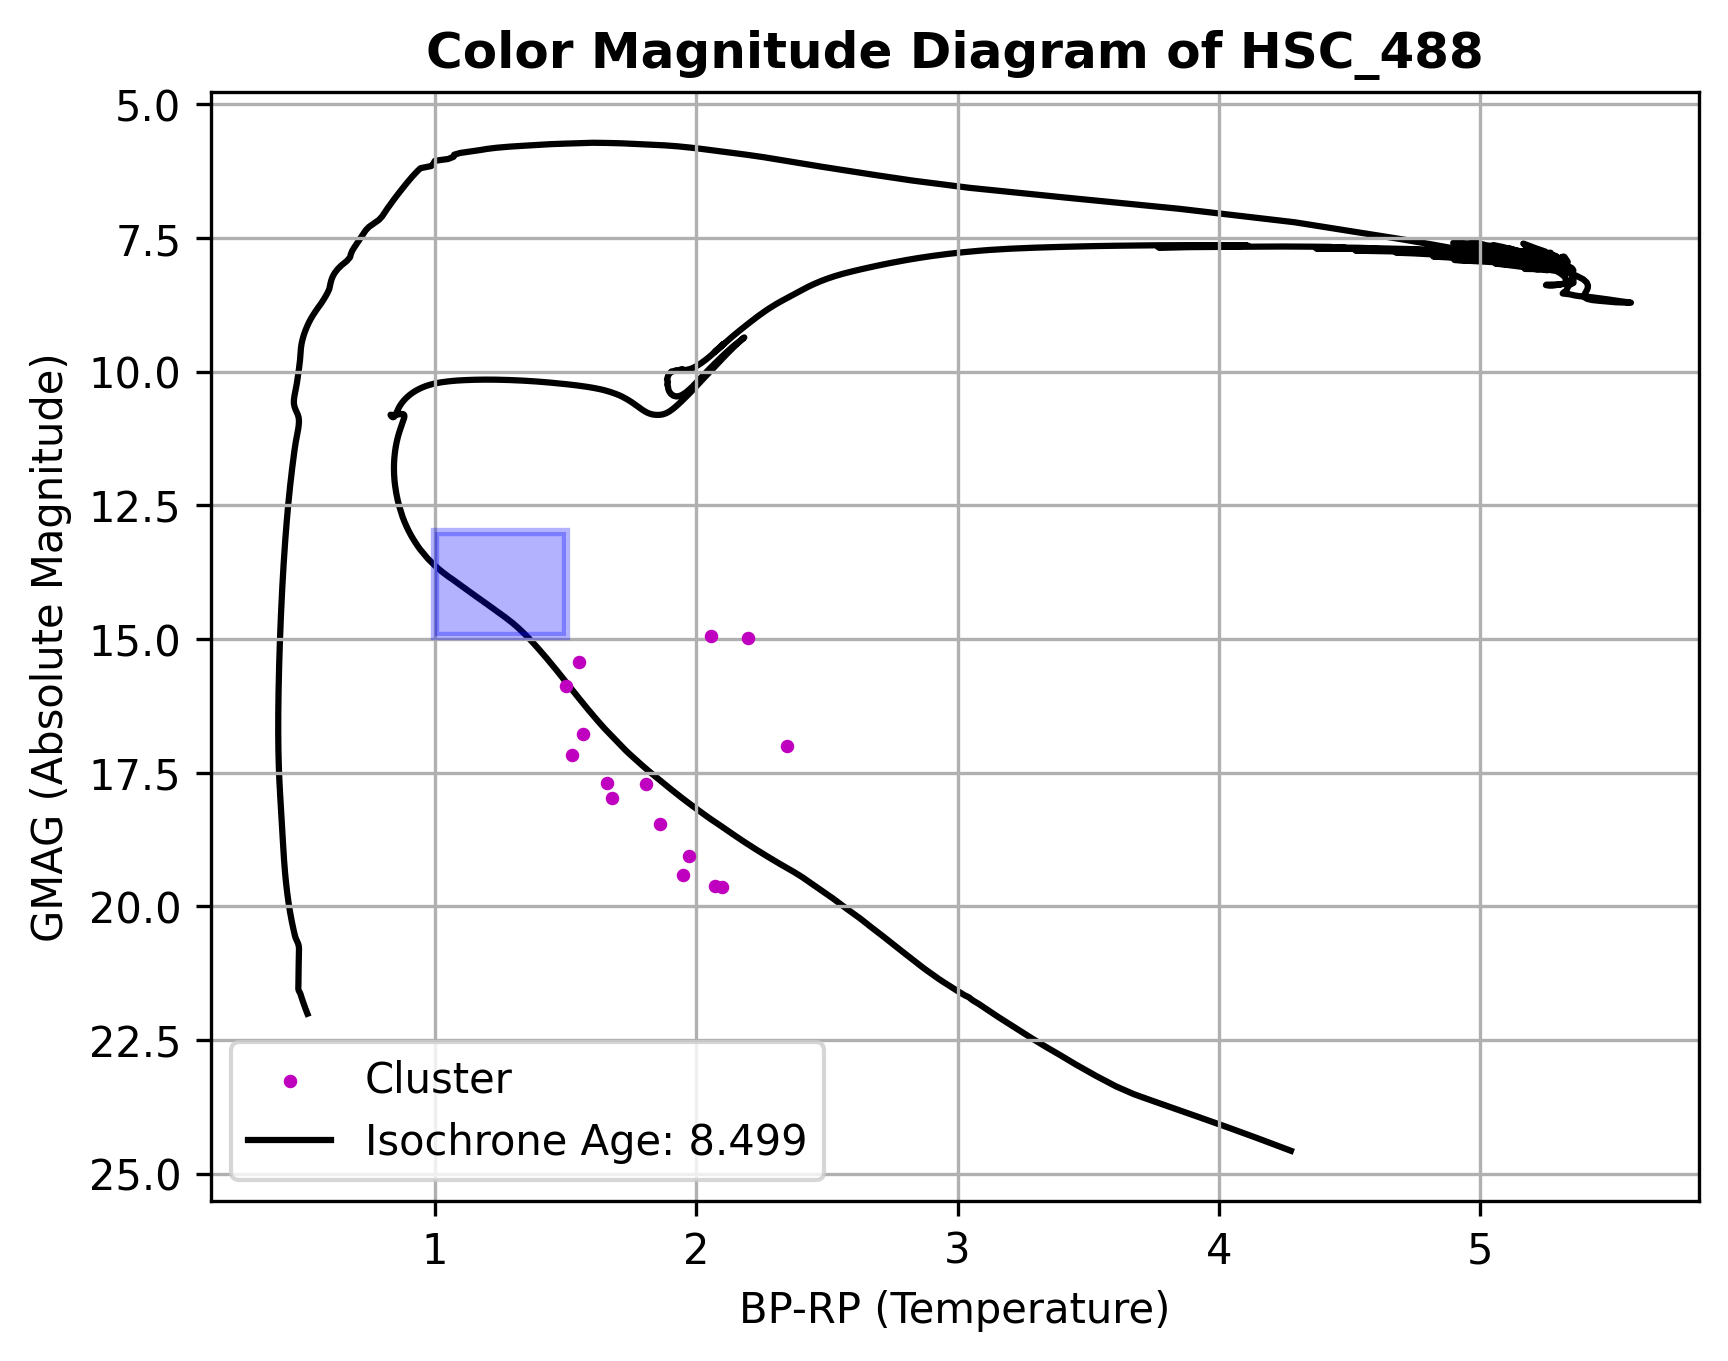 Color Magnitude Diagram of HSC_488
GMAG (Absolute Magnitude)
5.0
7.5
10.0
12.5
15.0
17.5
20.0
22.5
25.0
Cluster
Isochrone Age: 8.499
1 2 3 4 5
BP-RP (Temperature)